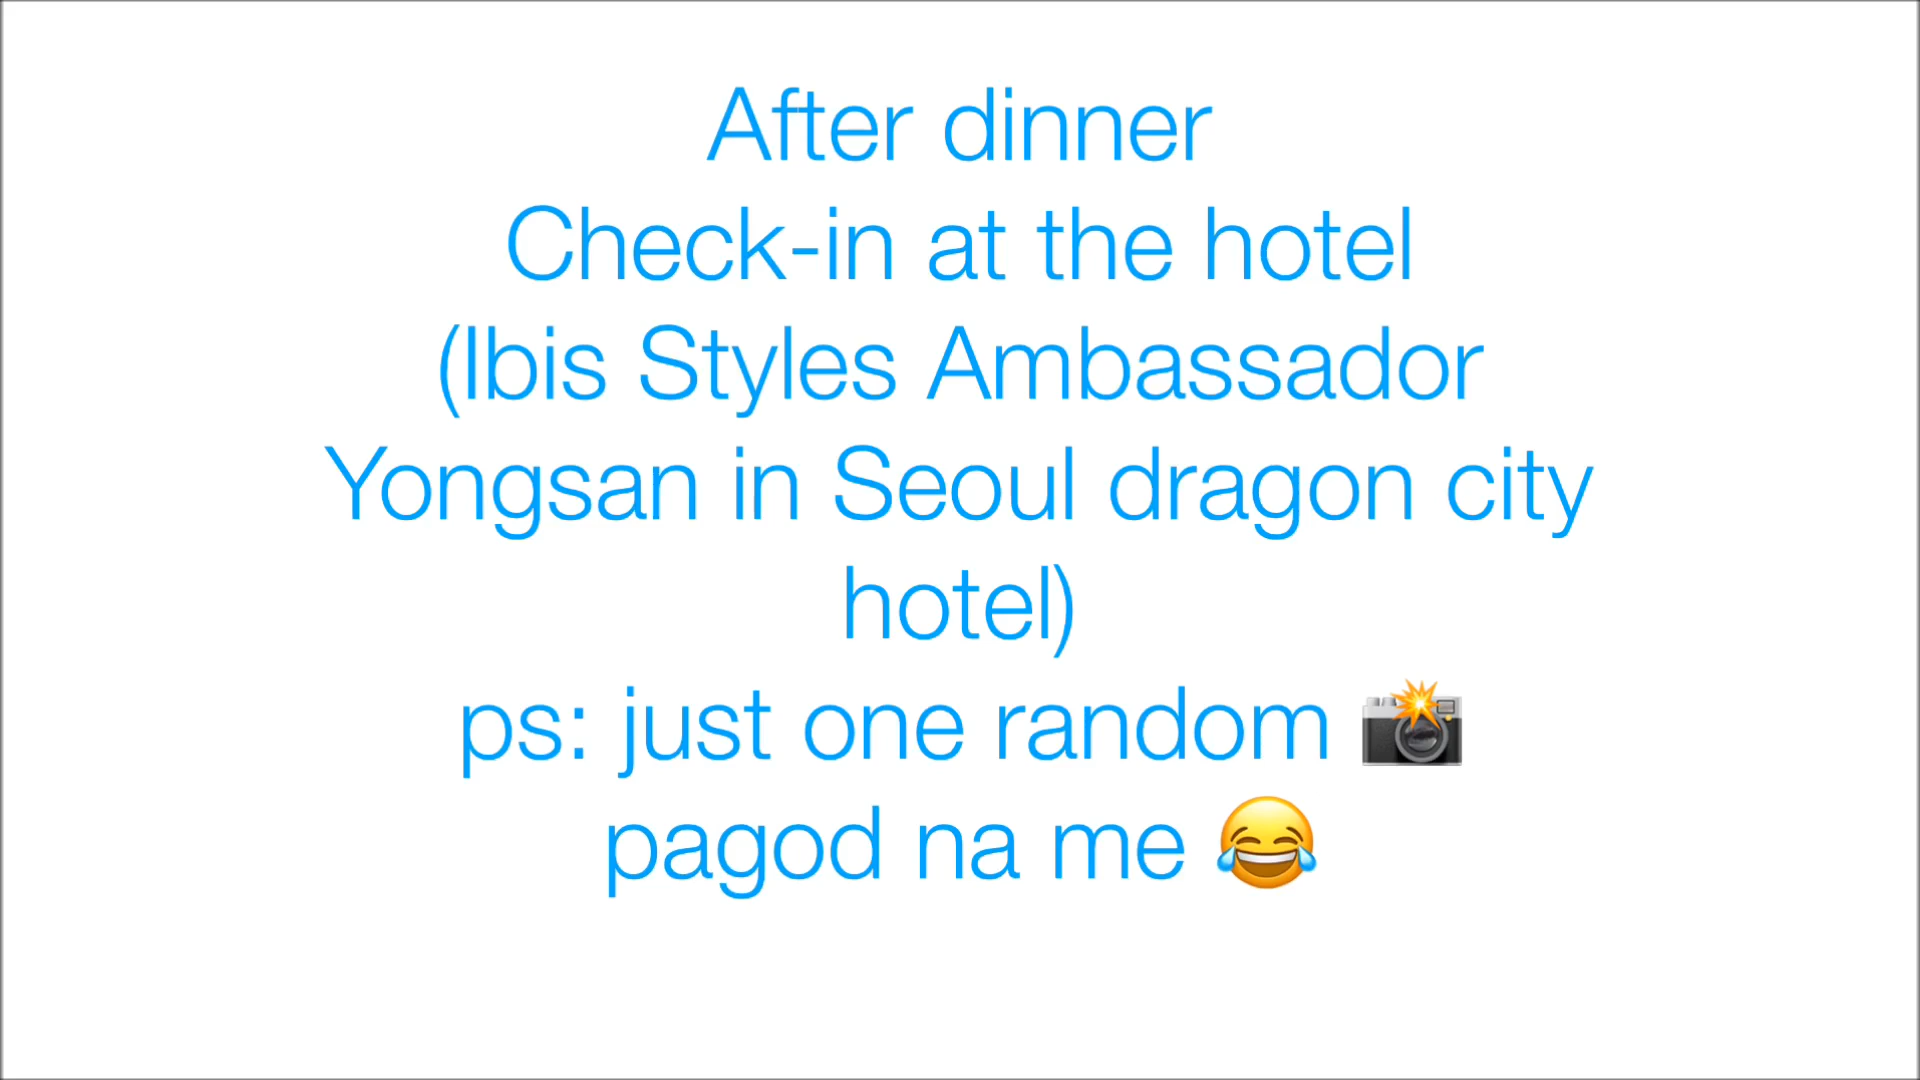 After dinner
Check-in at the hotel
(Ibis Styles Ambassador
Yongsan in Seoul dragon city
hotel)
ps: just one random 📸
pagod na me 😂